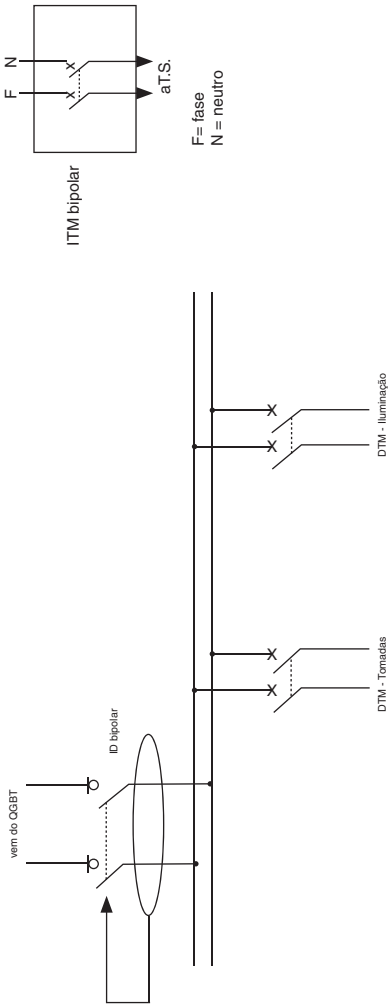 N
F
aT.S.
ITM bipolar
F= fase
N = neutro
vem do QGBT
ID bipolar
X X
X X
X X
DTM - Tomadas
DTM - Iluminação